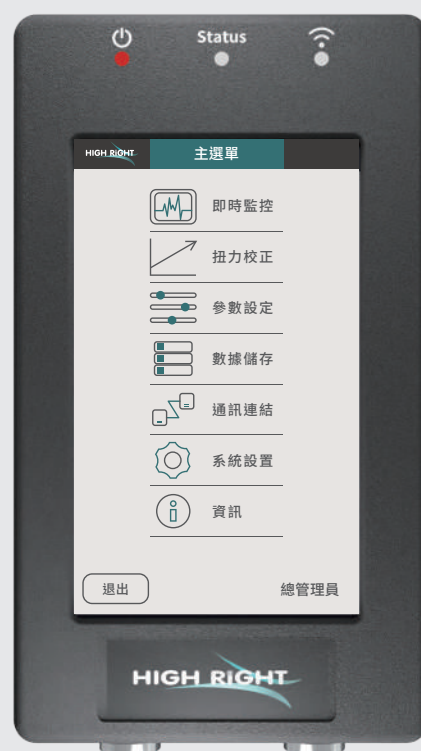 Status
HIGH RIGHT
主選單
即時監控
扭力校正
參數設定
數據儲存
通訊連結
系統設置
資訊
退出
總管理員
HIGH RIGHT